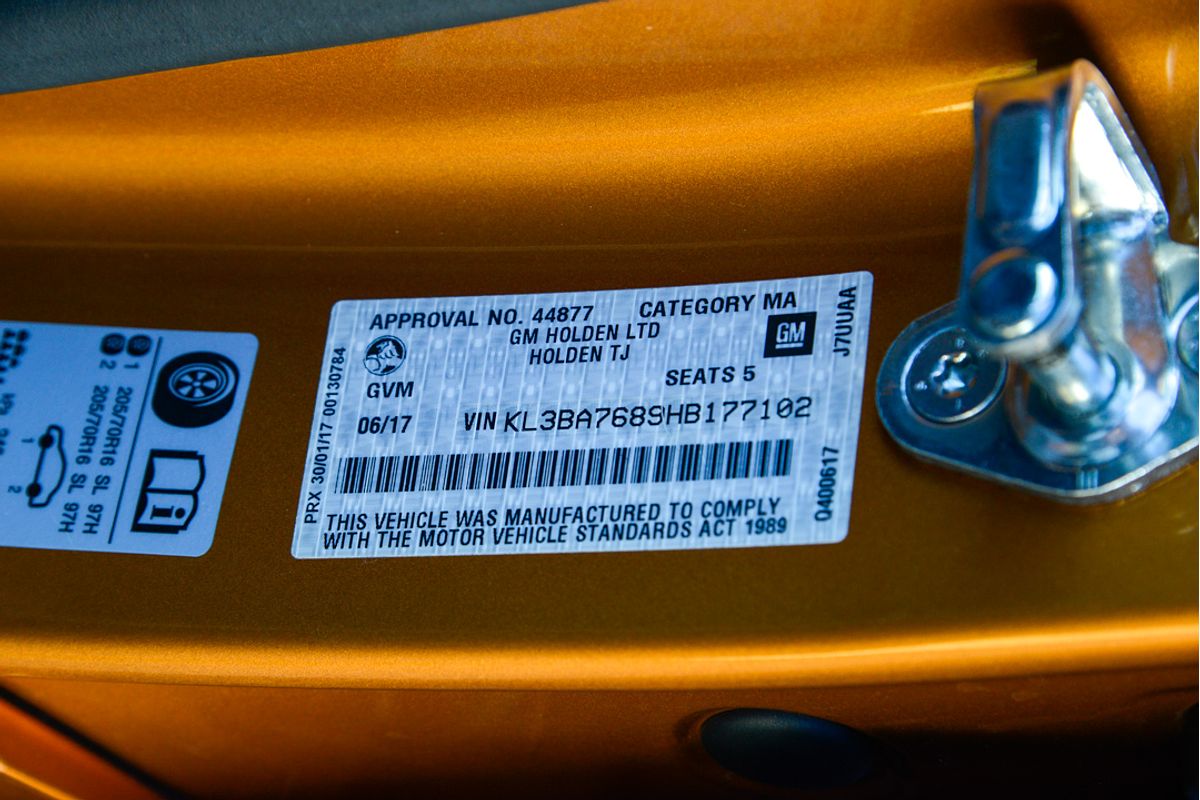 APPROVAL NO. 44877 CATEGORY MA
GM HOLDEN LTD
HOLDEN TJ
GM
GVM
SEATS 5
06/17 VIN KL3BA7689HB177102
THIS VEHICLE WAS MANUFACTURED TO COMPLY
WITH THE MOTOR VEHICLE STANDARDS ACT 1989
PRX 30/01/17 00130784
J7UUAA
Q400617
1 205/70R16 SL 97H
2 205/70R16 SL 97H
1
2
i